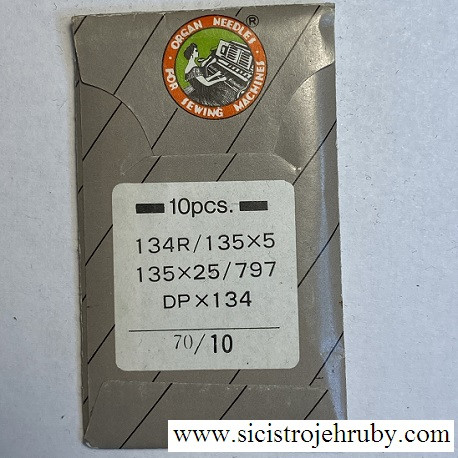 · ORGAN NEEDLES ·
FOR SEWING MACHINES
®
10pcs.
134R/135×5
135×25/797
DP×134
70/10
www.sicistrojehruby.com